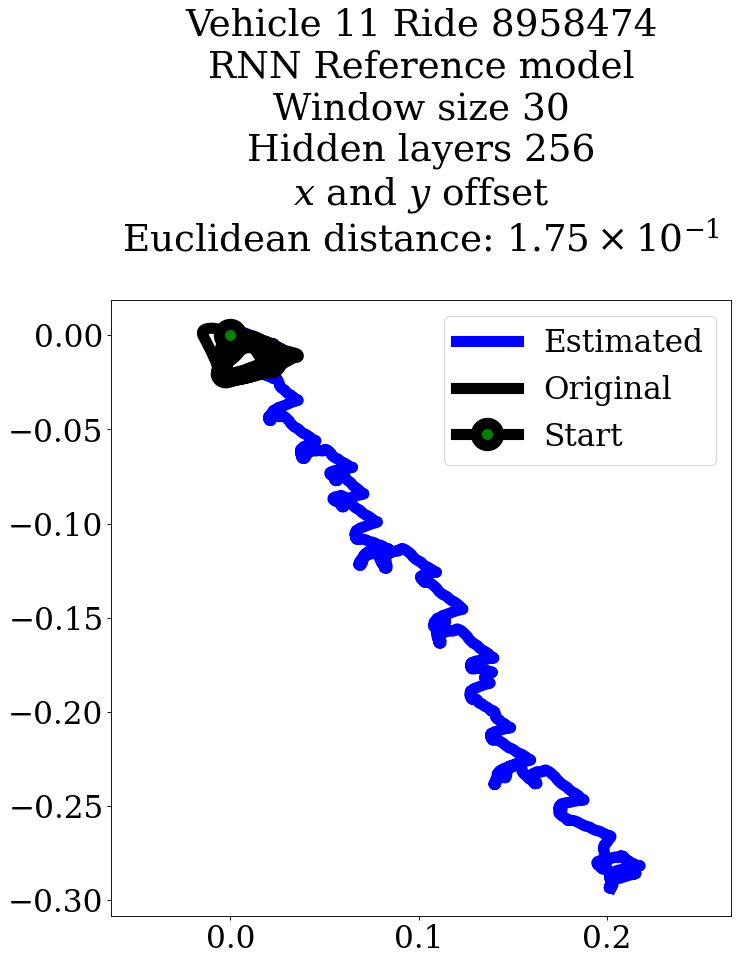 Vehicle 11 Ride 8958474
RNN Reference model
Window size 30
Hidden layers 256
x and y offset
Euclidean distance: 1.75 × 10⁻¹
Estimated
Original
Start
0.00
−0.05
−0.10
−0.15
−0.20
−0.25
−0.30
0.0 0.1 0.2